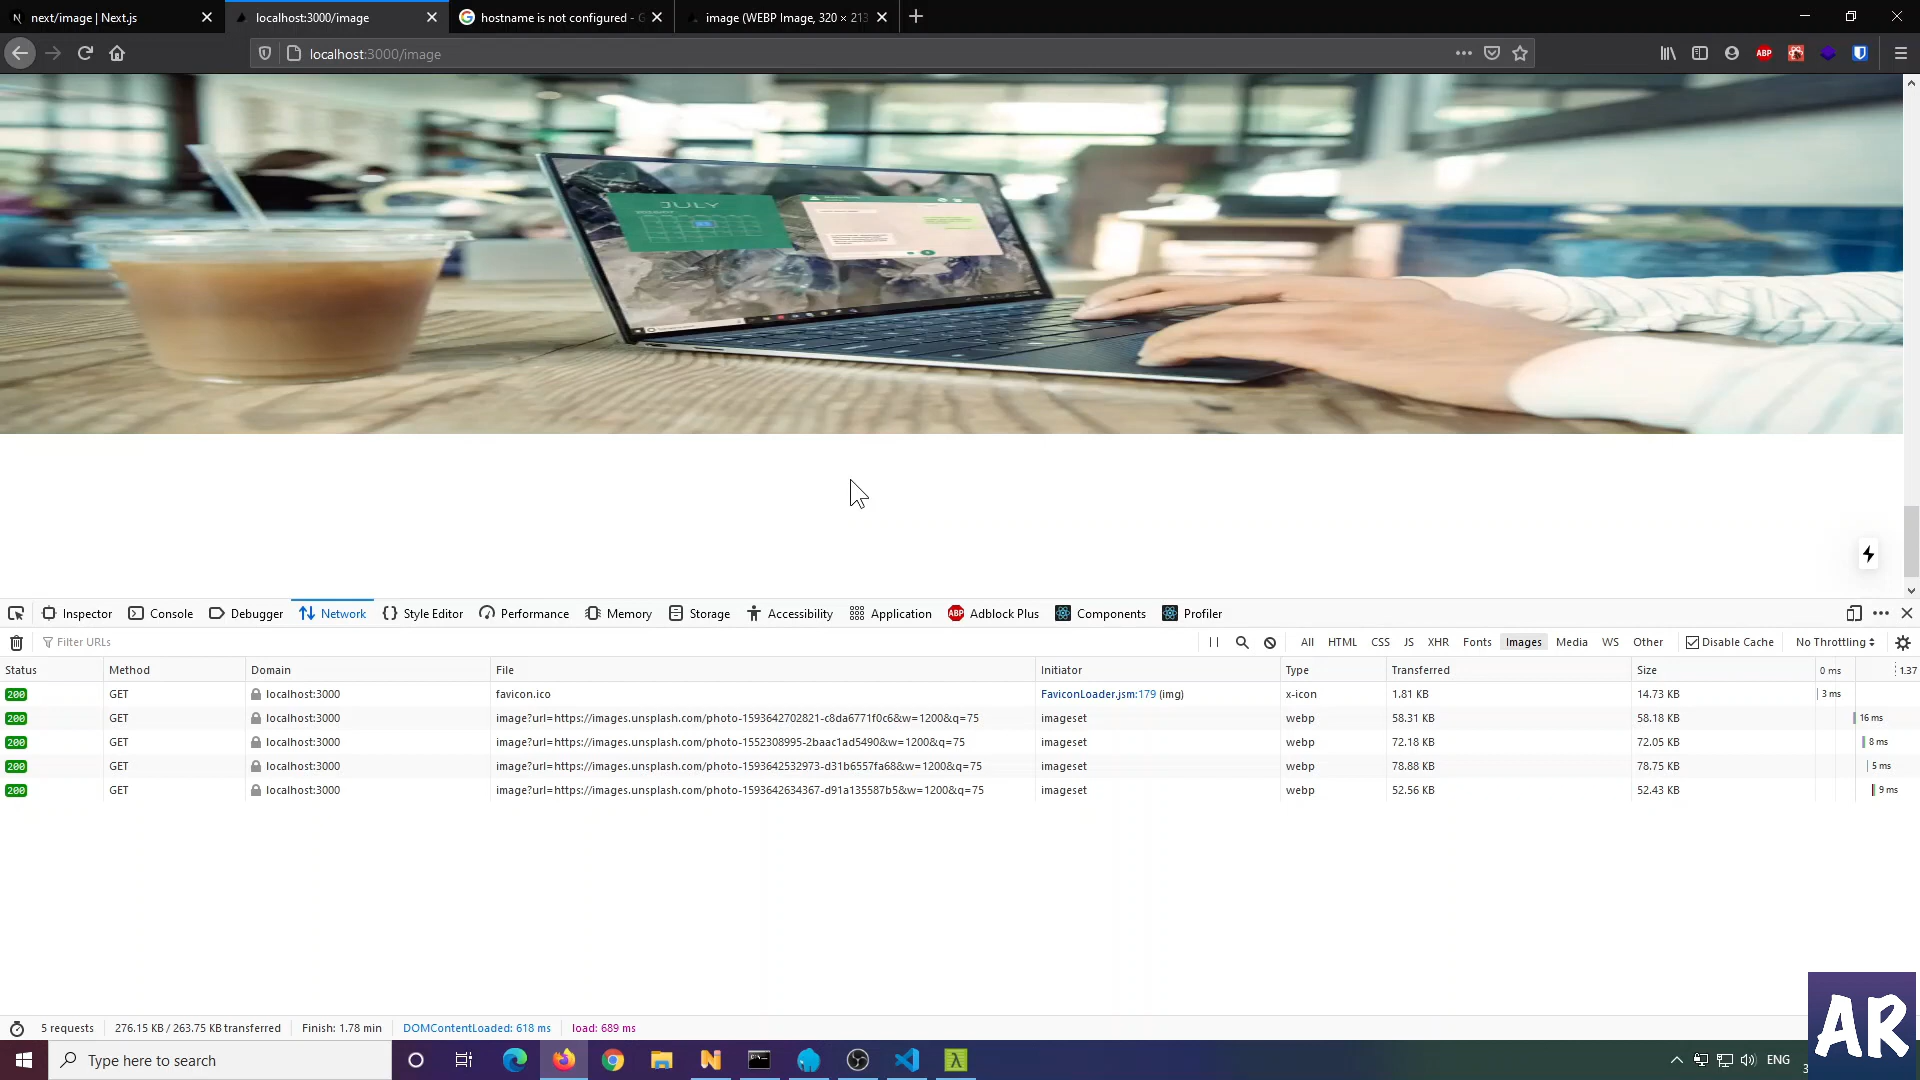 next/image | Next.js
localhost:3000/image
hostname is not configured - G
image (WEBP Image, 320 × 213
localhost:3000/image
ABP
JULY
Inspector Console Debugger Network Style Editor Performance Memory Storage Accessibility Application ABP Adblock Plus Components Profiler
Filter URLs All HTML CSS JS XHR Fonts Images Media WS Other Disable Cache No Throttling
Status Method Domain File Initiator Type Transferred Size 0 ms 1.37
200 GET localhost:3000 favicon.ico FaviconLoader.jsm:179 (img) x-icon 1.81 KB 14.73 KB 3 ms
200 GET localhost:3000 image?url=https://images.unsplash.com/photo-1593642702821-c8da6771f0c6&w=1200&q=75 imageset webp 58.31 KB 58.18 KB 16 ms
200 GET localhost:3000 image?url=https://images.unsplash.com/photo-1552308995-2baac1ad5490&w=1200&q=75 imageset webp 72.18 KB 72.05 KB 8 ms
200 GET localhost:3000 image?url=https://images.unsplash.com/photo-1593642532973-d31b6557fa68&w=1200&q=75 imageset webp 78.88 KB 78.75 KB 5 ms
200 GET localhost:3000 image?url=https://images.unsplash.com/photo-1593642634367-d91a135587b5&w=1200&q=75 imageset webp 52.56 KB 52.43 KB 9 ms
5 requests 276.15 KB / 263.75 KB transferred Finish: 1.78 min DOMContentLoaded: 618 ms load: 689 ms
Type here to search
ENG
3
AR